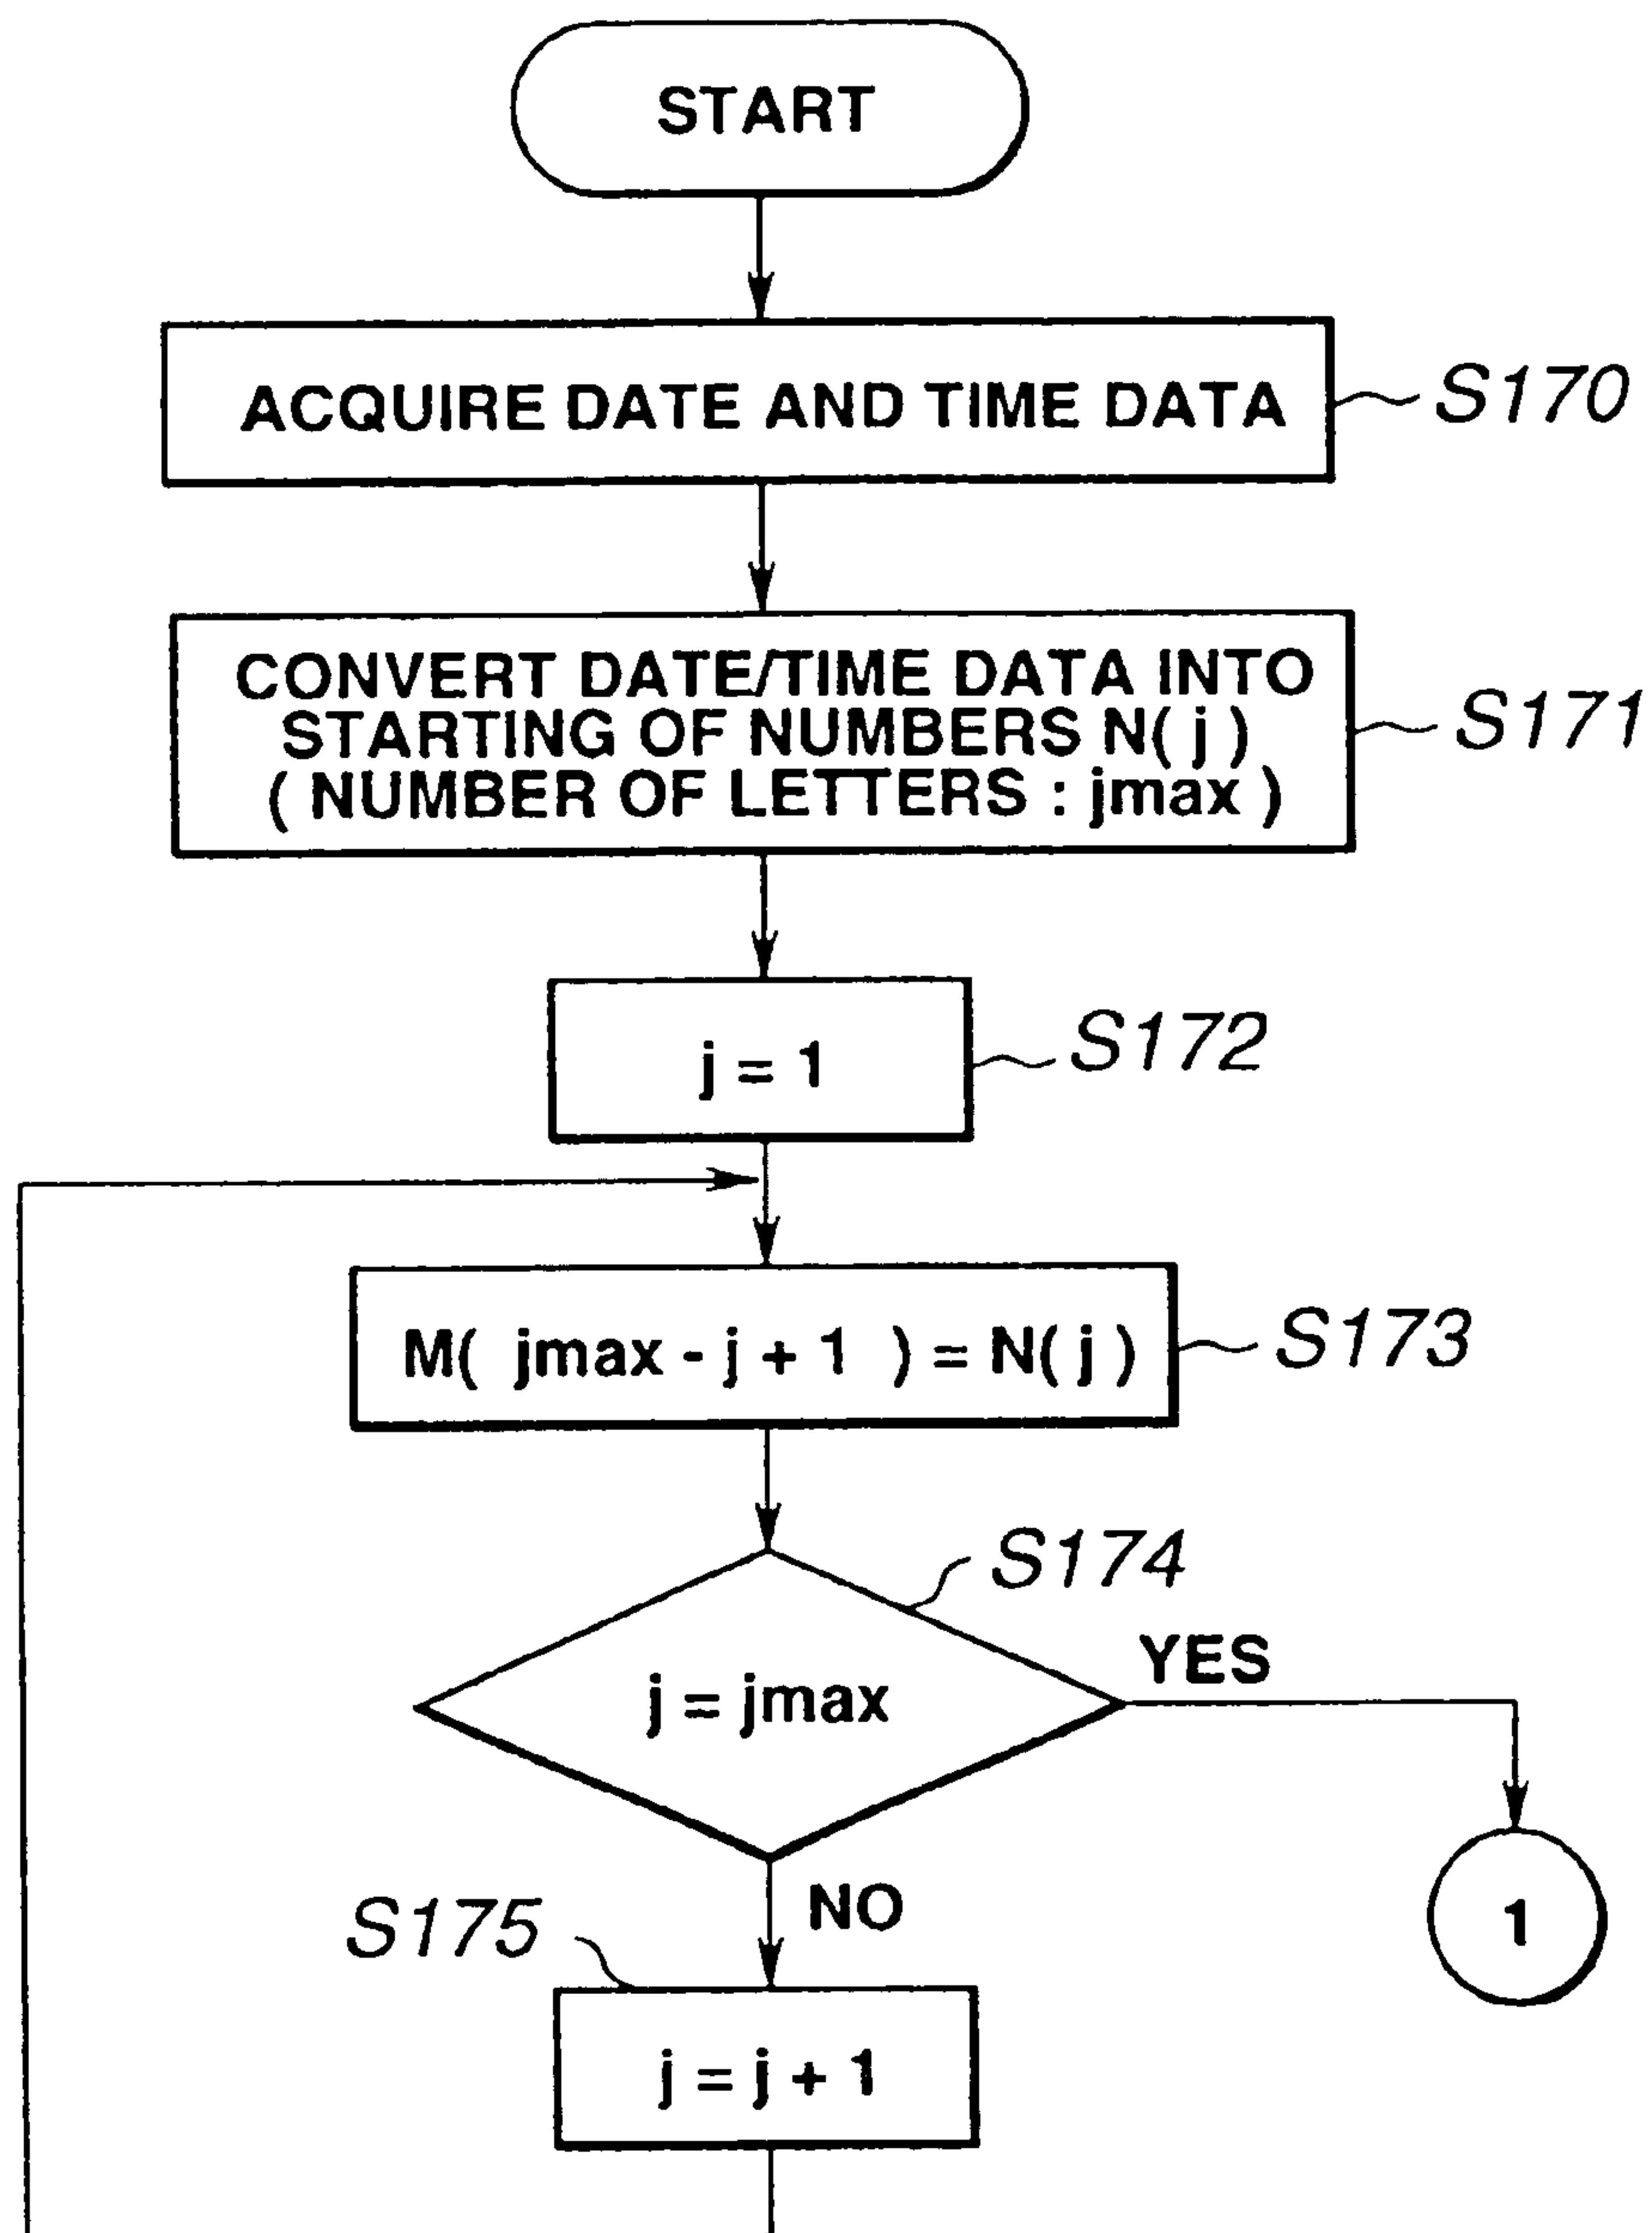 START
ACQUIRE DATE AND TIME DATA
S170
CONVERT DATE/TIME DATA INTO
STARTING OF NUMBERS N( j )
( NUMBER OF LETTERS : jmax )
S171
j = 1
S172
M( jmax - j + 1 ) = N( j )
S173
S174
j = jmax
YES
1
NO
S175
j = j + 1